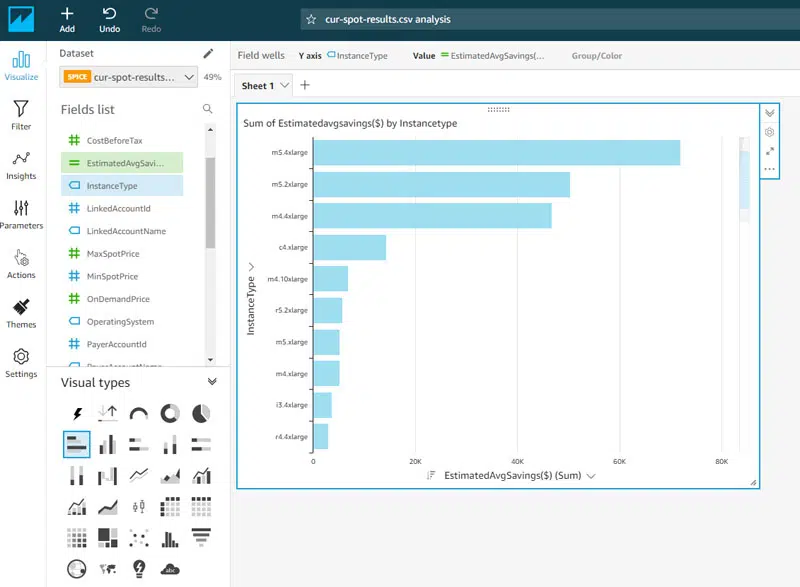 Add
Undo
Redo
cur-spot-results.csv analysis
Visualize
Filter
Insights
Parameters
Actions
Themes
Settings
Dataset
SPICE cur-spot-results... 49%
Fields list
CostBeforeTax
EstimatedAvgSavi...
InstanceType
LinkedAccountId
LinkedAccountName
MaxSpotPrice
MinSpotPrice
OnDemandPrice
OperatingSystem
PayerAccountId
PayerAccountName
Visual types
abc
Field wells Y axis InstanceType Value EstimatedAvgSavings(... Group/Color
Sheet 1
Sum of Estimatedavgsavings($) by Instancetype
InstanceType
m5.4xlarge
m5.2xlarge
m4.4xlarge
c4.xlarge
m4.10xlarge
r5.2xlarge
m5.xlarge
m4.xlarge
i3.4xlarge
r4.4xlarge
0 20K 40K 60K 80K
EstimatedAvgSavings($) (Sum)